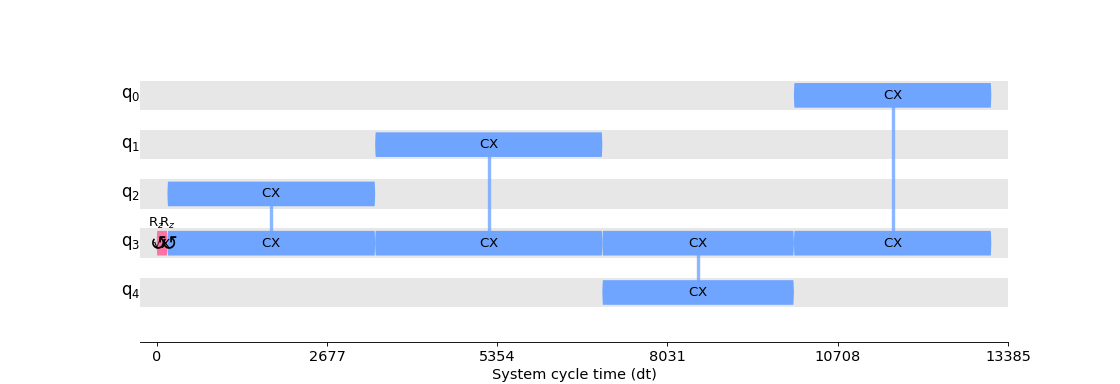 q0 CX
q1 CX
q2 CX
Rz Rz
q3 CX CX CX CX
q4 CX
0 2677 5354 8031 10708 13385
System cycle time (dt)